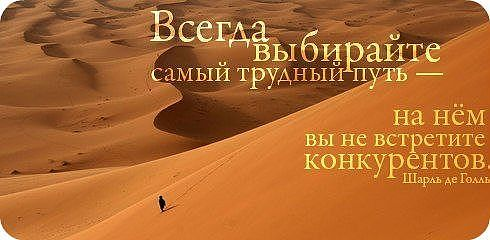 Всегда
выбирайте
самый трудный путь —
на нём
вы не встретите
конкурентов.
Шарль де Голль